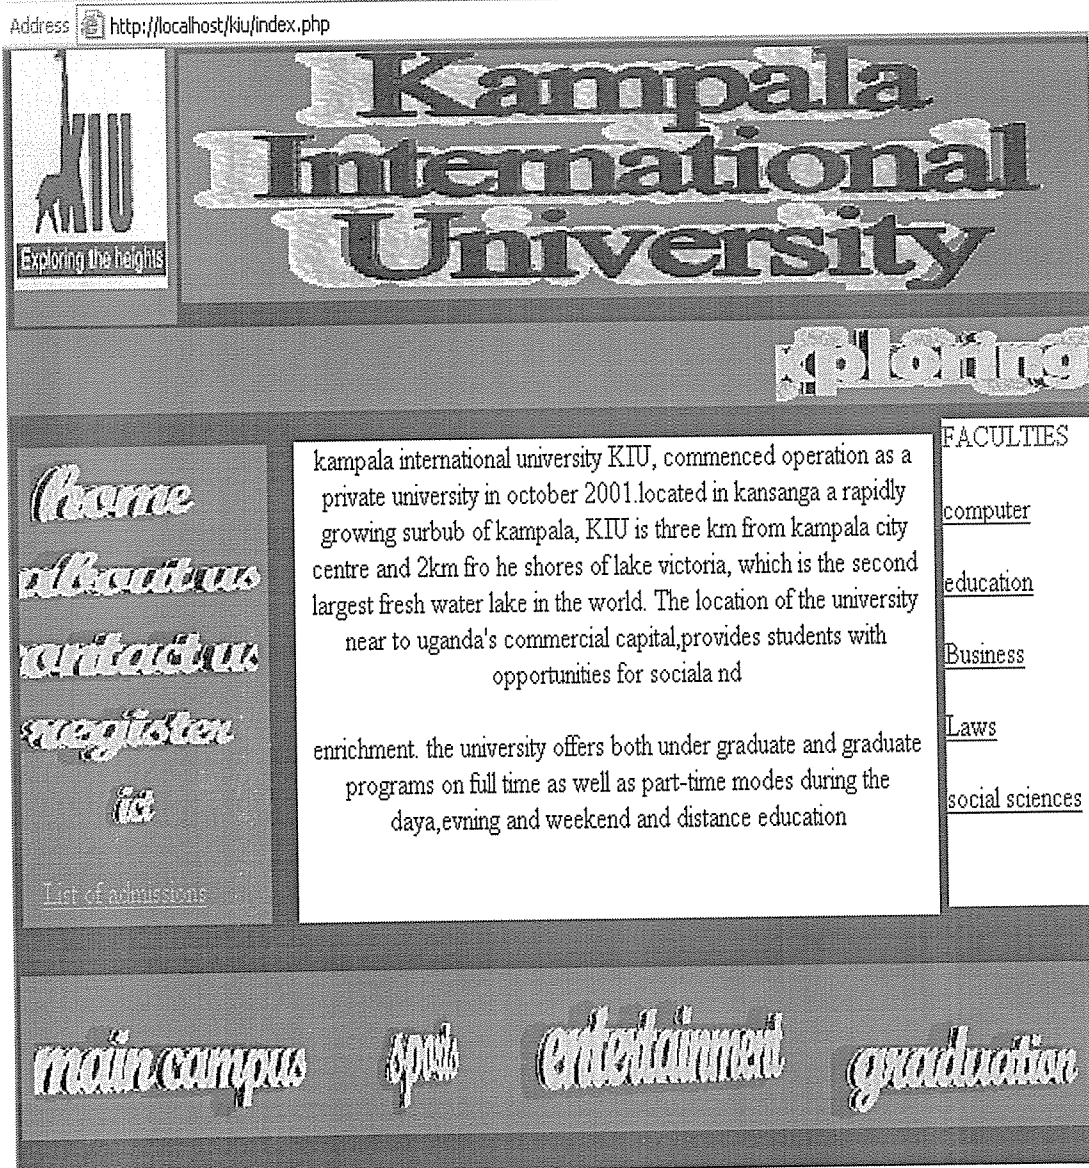 Address http://localhost/kiu/index.php
KIU
Exploring the heights
Kampala
International
University
xploring
home
about us
contact us
register
ict
List of admissions
kampala international university KIU, commenced operation as a
private university in october 2001.located in kansanga a rapidly
growing surbub of kampala, KIU is three km from kampala city
centre and 2km fro he shores of lake victoria, which is the second
largest fresh water lake in the world. The location of the university
near to uganda's commercial capital,provides students with
opportunities for sociala nd
enrichment. the university offers both under graduate and graduate
programs on full time as well as part-time modes during the
daya,evning and weekend and distance education
FACULTIES
computer
education
Business
Laws
social sciences
main campus
sports
entertainment
graduation